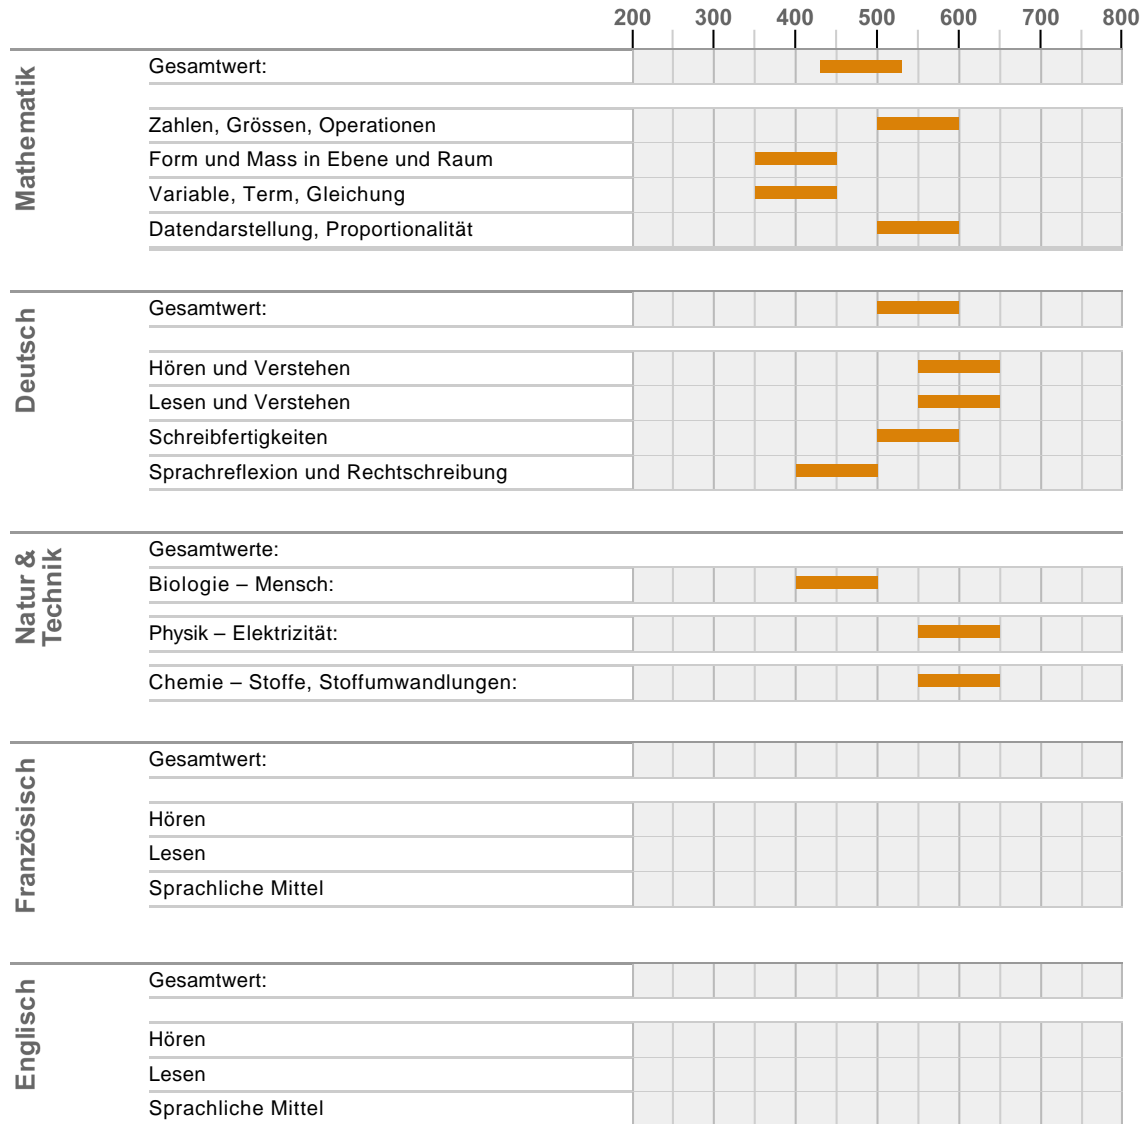 200 300 400 500 600 700 800
Mathematik
Gesamtwert:
Zahlen, Grössen, Operationen
Form und Mass in Ebene und Raum
Variable, Term, Gleichung
Datendarstellung, Proportionalität
Deutsch
Gesamtwert:
Hören und Verstehen
Lesen und Verstehen
Schreibfertigkeiten
Sprachreflexion und Rechtschreibung
Natur &
Technik
Gesamtwerte:
Biologie – Mensch:
Physik – Elektrizität:
Chemie – Stoffe, Stoffumwandlungen:
Französisch
Gesamtwert:
Hören
Lesen
Sprachliche Mittel
Englisch
Gesamtwert:
Hören
Lesen
Sprachliche Mittel